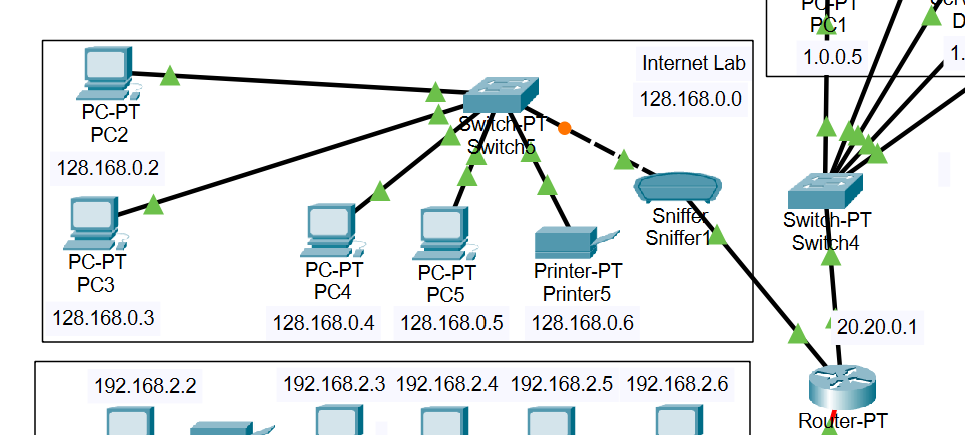 PC-PT
PC1
1.0.0.5
1.
Internet Lab
128.168.0.0
PC-PT
PC2
128.168.0.2
Switch-PT
Switch5
PC-PT
PC3
128.168.0.3
PC-PT
PC4
128.168.0.4
PC-PT
PC5
128.168.0.5
Printer-PT
Printer5
128.168.0.6
Sniffer
Sniffer1
Switch-PT
Switch4
20.20.0.1
Router-PT
192.168.2.2
192.168.2.3
192.168.2.4
192.168.2.5
192.168.2.6